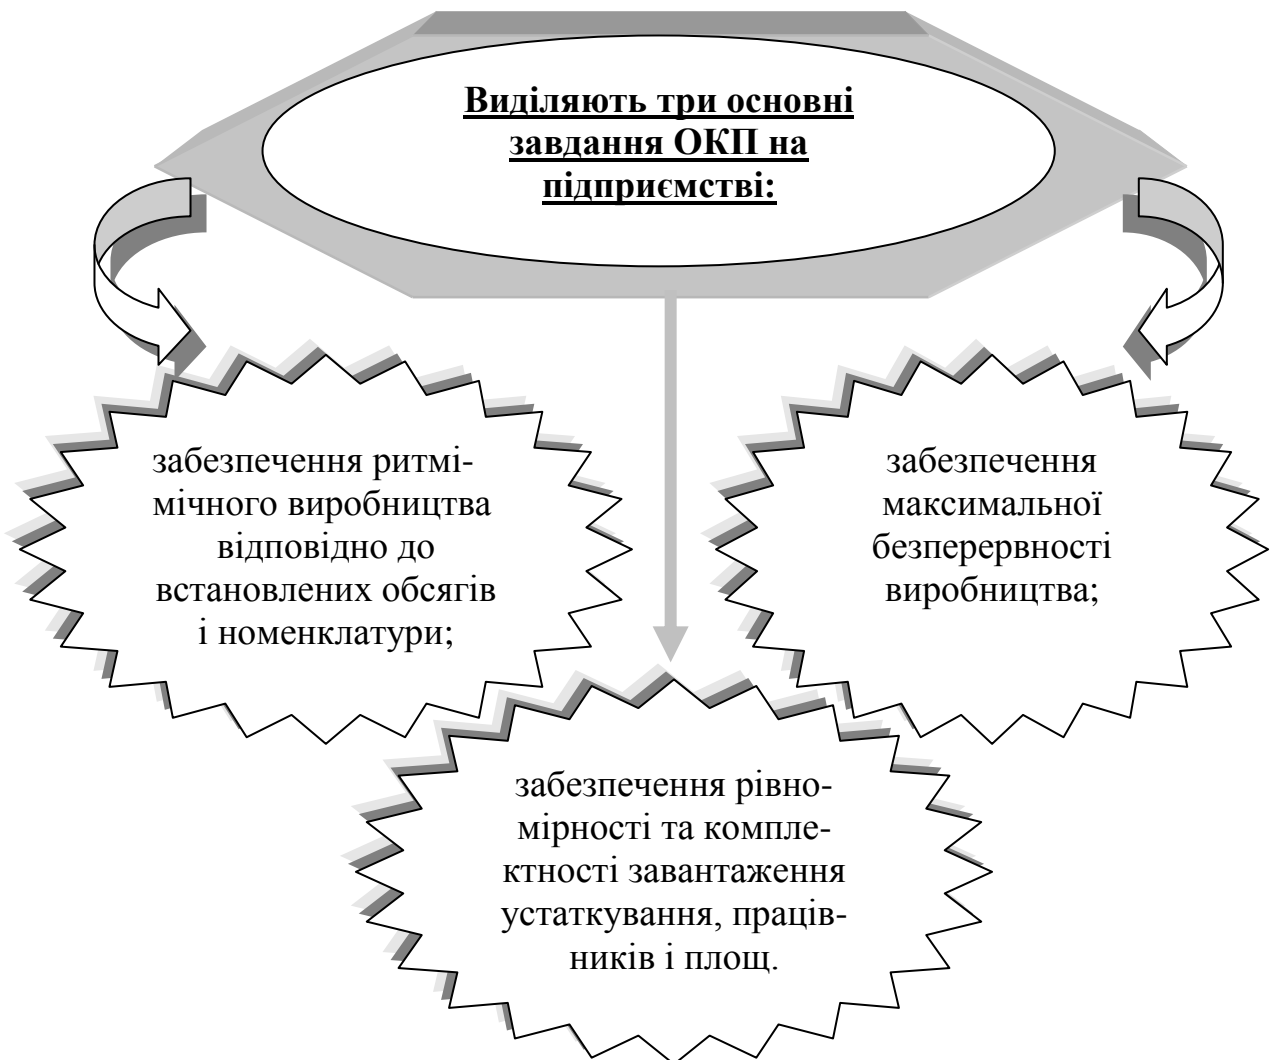 Виділяють три основні
завдання ОКП на
підприємстві:
забезпечення ритмі-
мічного виробництва
відповідно до
встановлених обсягів
і номенклатури;
забезпечення
максимальної
безперервності
виробництва;
забезпечення рівно-
мірності та компле-
ктності завантаження
устаткування, праців-
ників і площ.